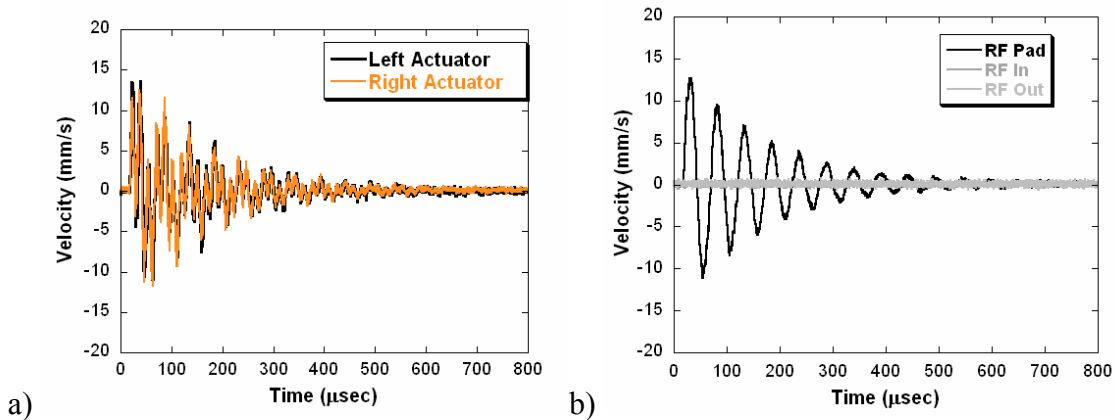 a)
Velocity (mm/s)
20
15
10
5
0
-5
-10
-15
-20
Left Actuator
Right Actuator
0 100 200 300 400 500 600 700 800
Time (μsec)
b)
Velocity (mm/s)
20
15
10
5
0
-5
-10
-15
-20
RF Pad
RF In
RF Out
0 100 200 300 400 500 600 700 800
Time (μsec)